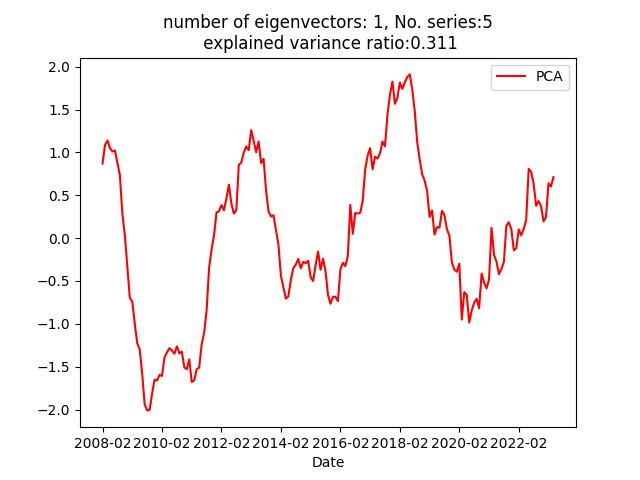 number of eigenvectors: 1, No. series:5
explained variance ratio:0.311
PCA
2.0
1.5
1.0
0.5
0.0
−0.5
−1.0
−1.5
−2.0
2008-02 2010-02 2012-02 2014-02 2016-02 2018-02 2020-02 2022-02
Date